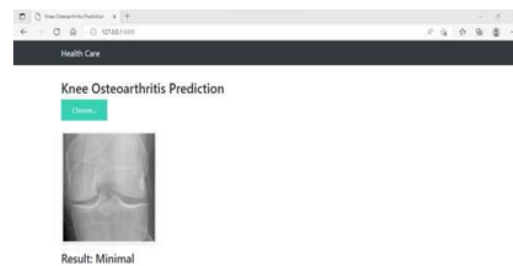 Knee Osteoarthritis Prediction
Health Care
Knee Osteoarthritis Prediction
Choose...
Result: Minimal